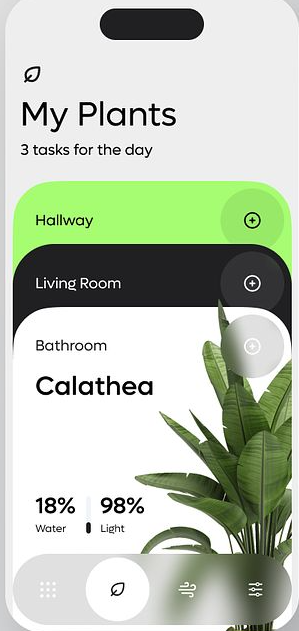 My Plants
3 tasks for the day
Hallway
Living Room
Bathroom
Calathea
18% 98%
Water Light